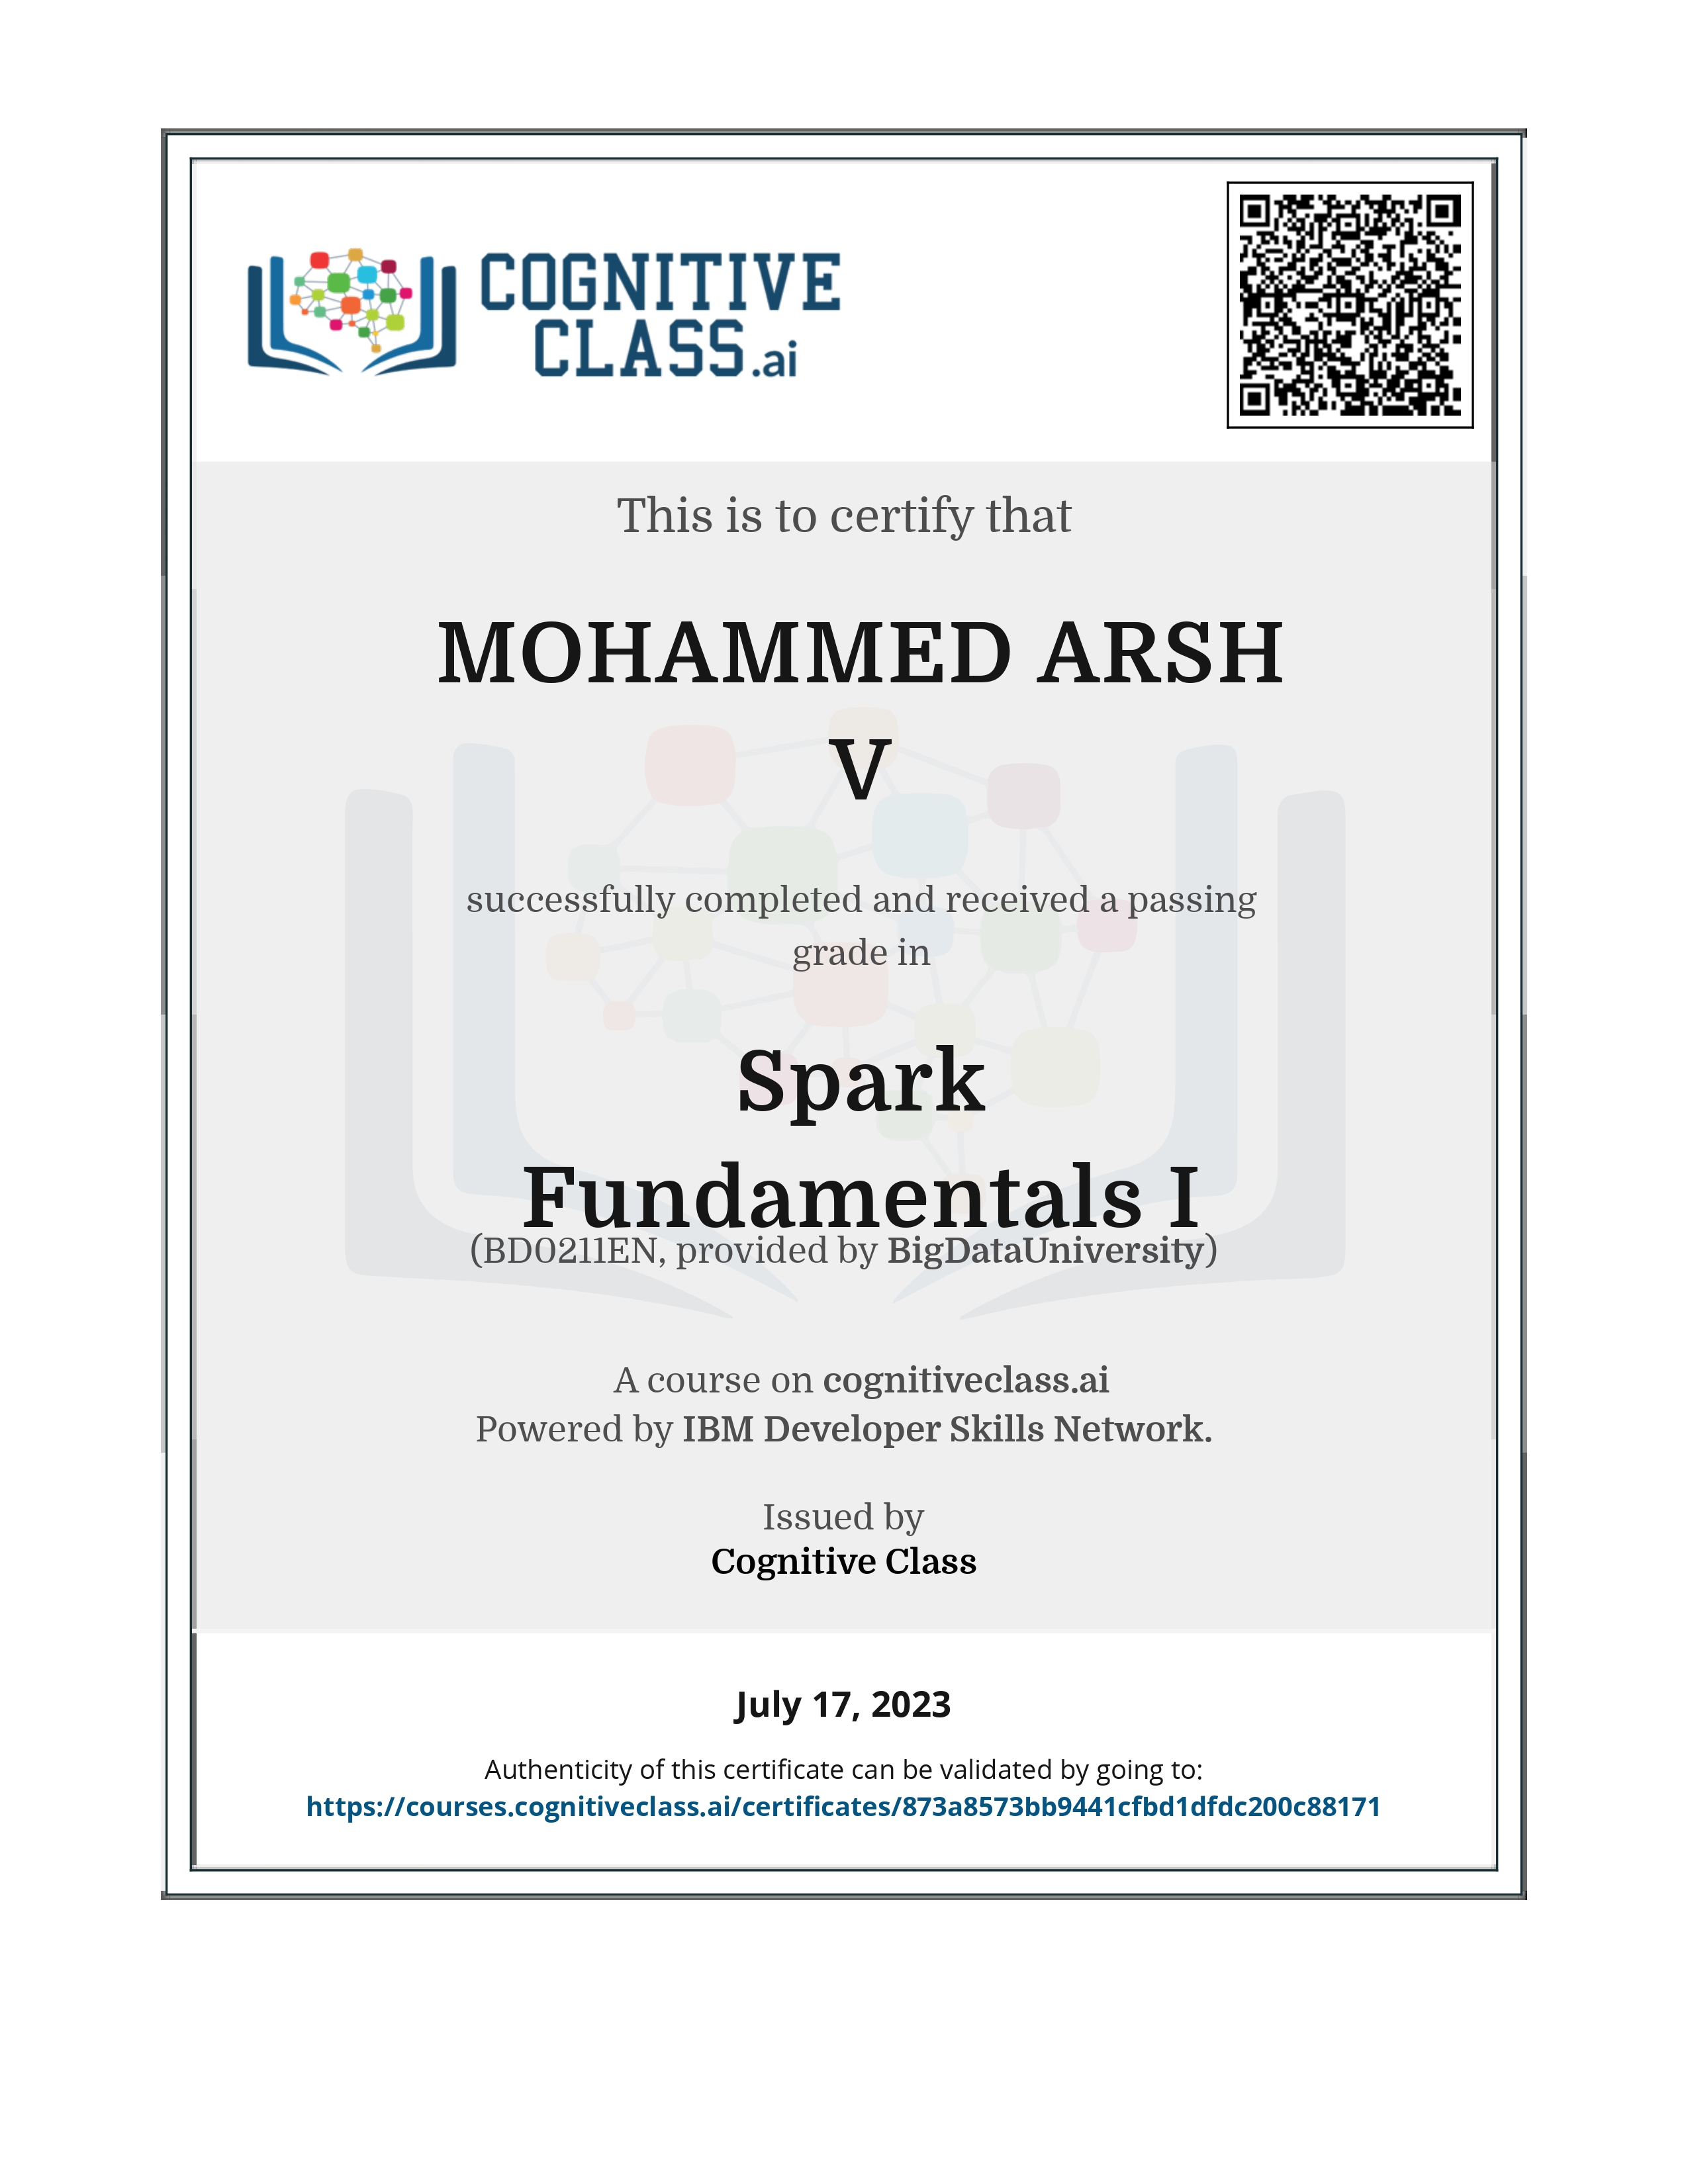 COGNITIVE
CLASS.ai
This is to certify that
MOHAMMED ARSH
V
successfully completed and received a passing
grade in
Spark
Fundamentals I
(BD0211EN, provided by BigDataUniversity)
A course on cognitiveclass.ai
Powered by IBM Developer Skills Network.
Issued by
Cognitive Class
July 17, 2023
Authenticity of this certificate can be validated by going to:
https://courses.cognitiveclass.ai/certificates/873a8573bb9441cfbd1dfdc200c88171